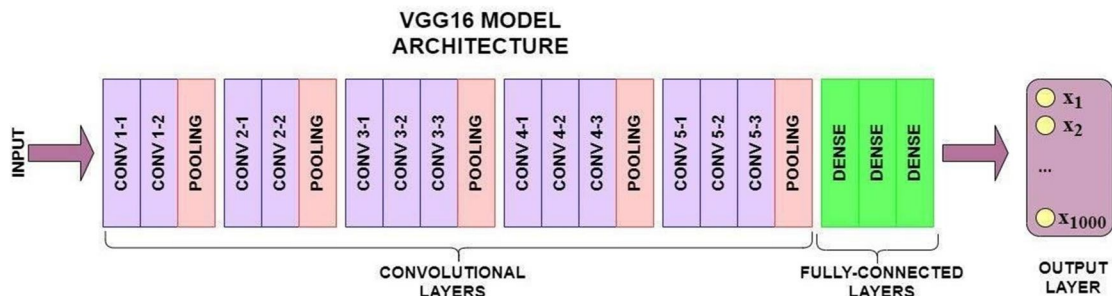 VGG16 MODEL
ARCHITECTURE
INPUT
CONV 1-1
CONV 1-2
POOLING
CONV 2-1
CONV 2-2
POOLING
CONV 3-1
CONV 3-2
CONV 3-3
POOLING
CONV 4-1
CONV 4-2
CONV 4-3
POOLING
CONV 5-1
CONV 5-2
CONV 5-3
POOLING
DENSE
DENSE
DENSE
x1
x2
...
x1000
CONVOLUTIONAL
LAYERS
FULLY-CONNECTED
LAYERS
OUTPUT
LAYER